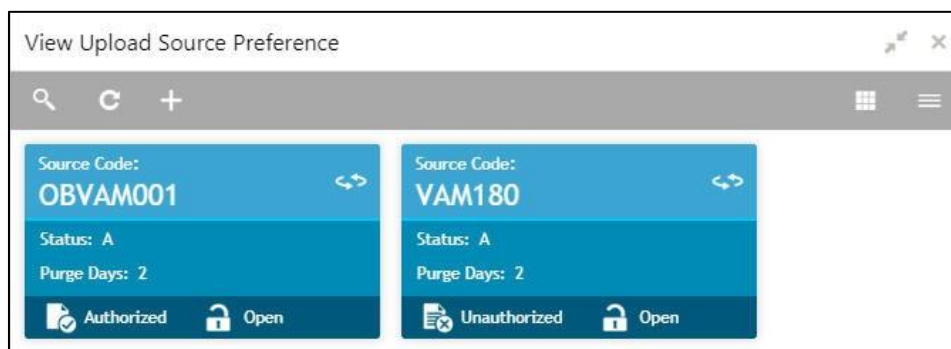 View Upload Source Preference
Source Code:
OBVAM001
Status: A
Purge Days: 2
Authorized Open
Source Code:
VAM180
Status: A
Purge Days: 2
Unauthorized Open